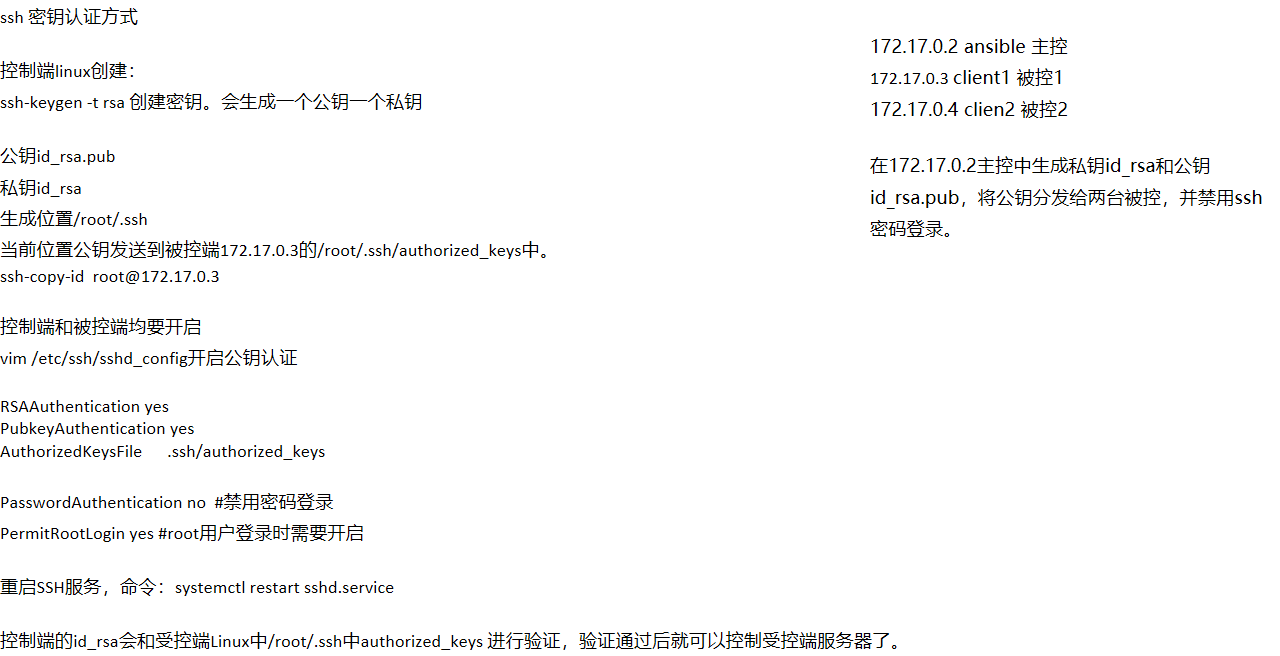 ssh 密钥认证方式
控制端linux创建：
ssh-keygen -t rsa 创建密钥。会生成一个公钥一个私钥
公钥id_rsa.pub
私钥id_rsa
生成位置/root/.ssh
当前位置公钥发送到被控端172.17.0.3的/root/.ssh/authorized_keys中。
ssh-copy-id  root@172.17.0.3
控制端和被控端均要开启
vim /etc/ssh/sshd_config开启公钥认证
RSAAuthentication yes
PubkeyAuthentication yes
AuthorizedKeysFile      .ssh/authorized_keys
PasswordAuthentication no  #禁用密码登录
PermitRootLogin yes #root用户登录时需要开启
重启SSH服务，命令：systemctl restart sshd.service
控制端的id_rsa会和受控端Linux中/root/.ssh中authorized_keys 进行验证，验证通过后就可以控制受控端服务器了。
172.17.0.2 ansible 主控
172.17.0.3 client1 被控1
172.17.0.4 clien2 被控2
在172.17.0.2主控中生成私钥id_rsa和公钥
id_rsa.pub，将公钥分发给两台被控，并禁用ssh
密码登录。